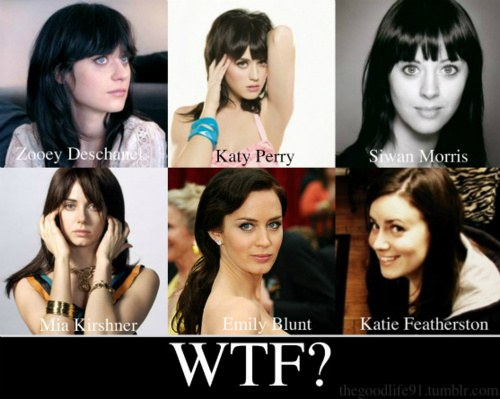 Zooey Deschanel
Katy Perry
Siwan Morris
Mia Kirshner
Emily Blunt
Katie Featherston
WTF?
thegoodlife91.tumblr.com